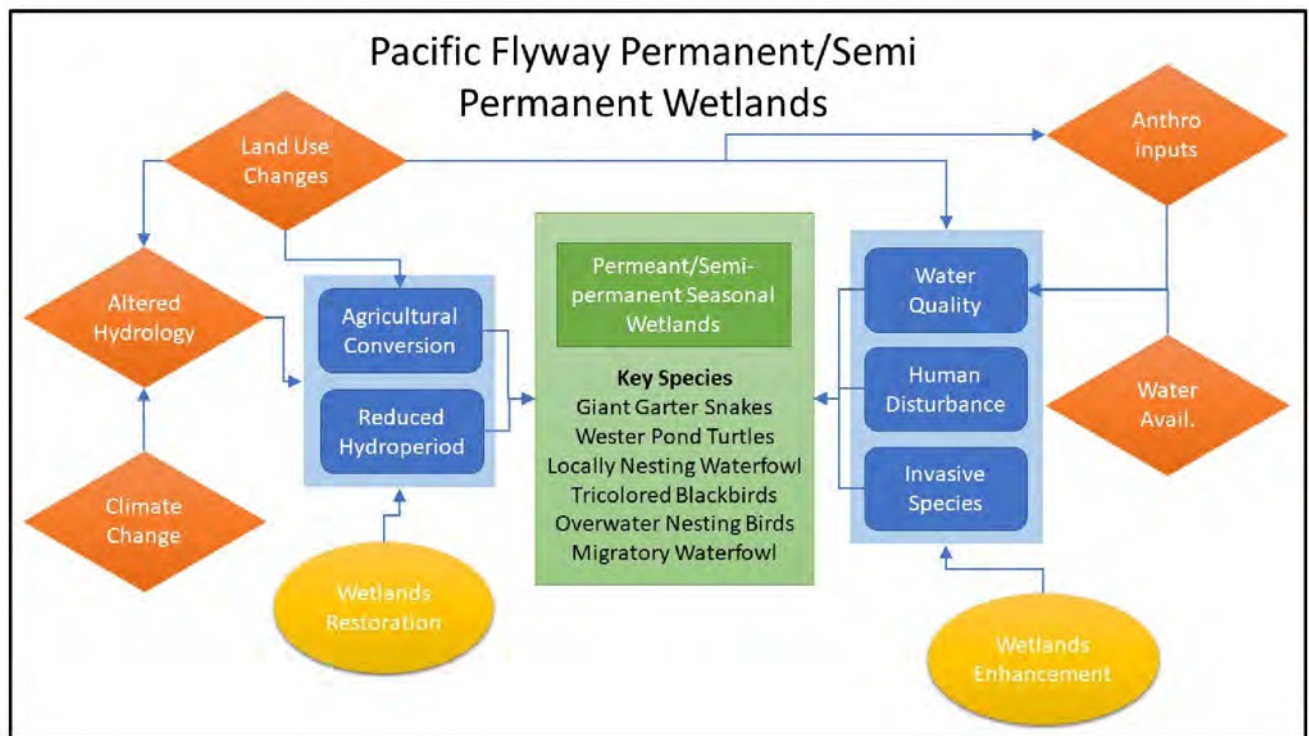 Pacific Flyway Permanent/Semi
Permanent Wetlands
Land Use
Changes
Anthro
inputs
Altered
Hydrology
Climate
Change
Agricultural
Conversion
Reduced
Hydroperiod
Wetlands
Restoration
Permeant/Semi-
permanent Seasonal
Wetlands
Key Species
Giant Garter Snakes
Wester Pond Turtles
Locally Nesting Waterfowl
Tricolored Blackbirds
Overwater Nesting Birds
Migratory Waterfowl
Water
Quality
Human
Disturbance
Invasive
Species
Water
Avail.
Wetlands
Enhancement